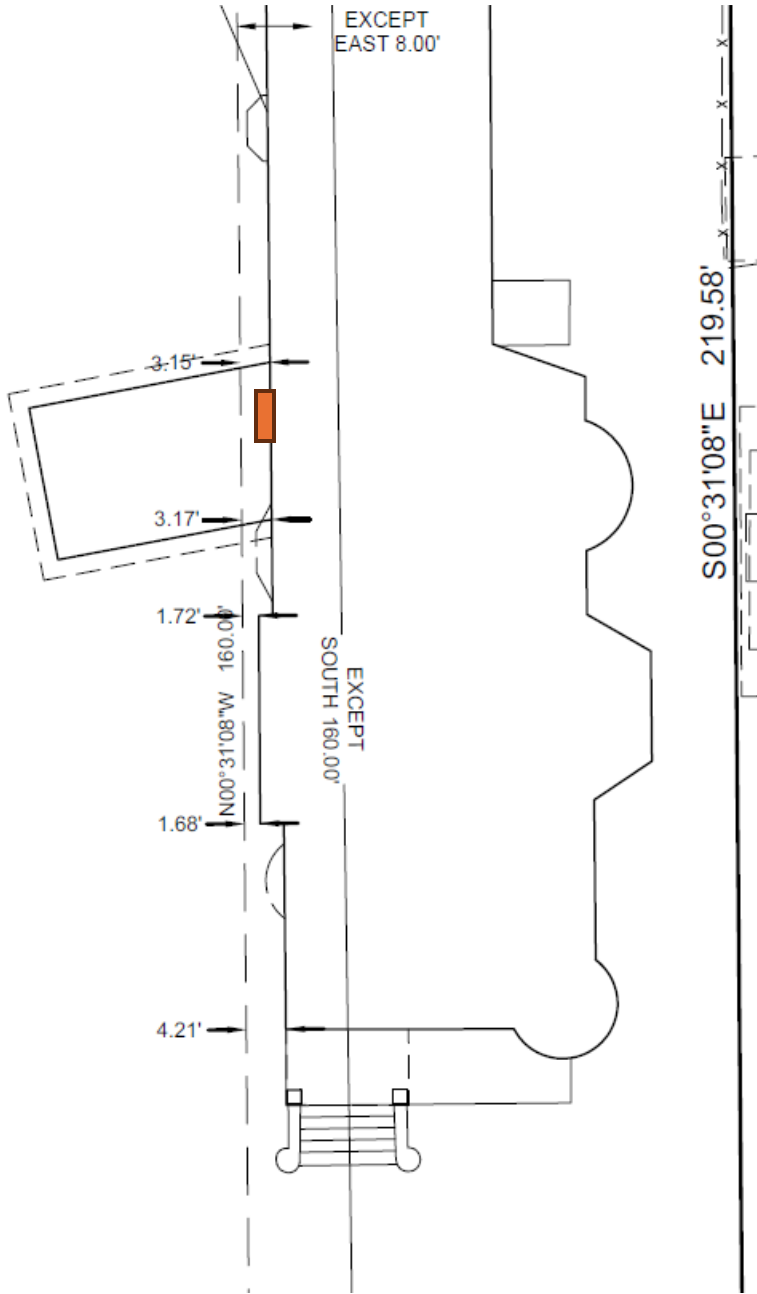 EXCEPT
EAST 8.00'
219.58'
S00°31'08"E
3.15'
3.17'
1.72'
N00°31'08"W 160.00'
EXCEPT
SOUTH 160.00'
1.68'
4.21'